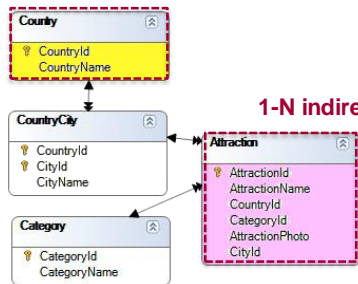 Country
CountryId
CountryName
CountryCity
CountryId
CityId
CityName
1-N indire
Attraction
AttractionId
AttractionName
CountryId
CategoryId
AttractionPhoto
CityId
Category
CategoryId
CategoryName